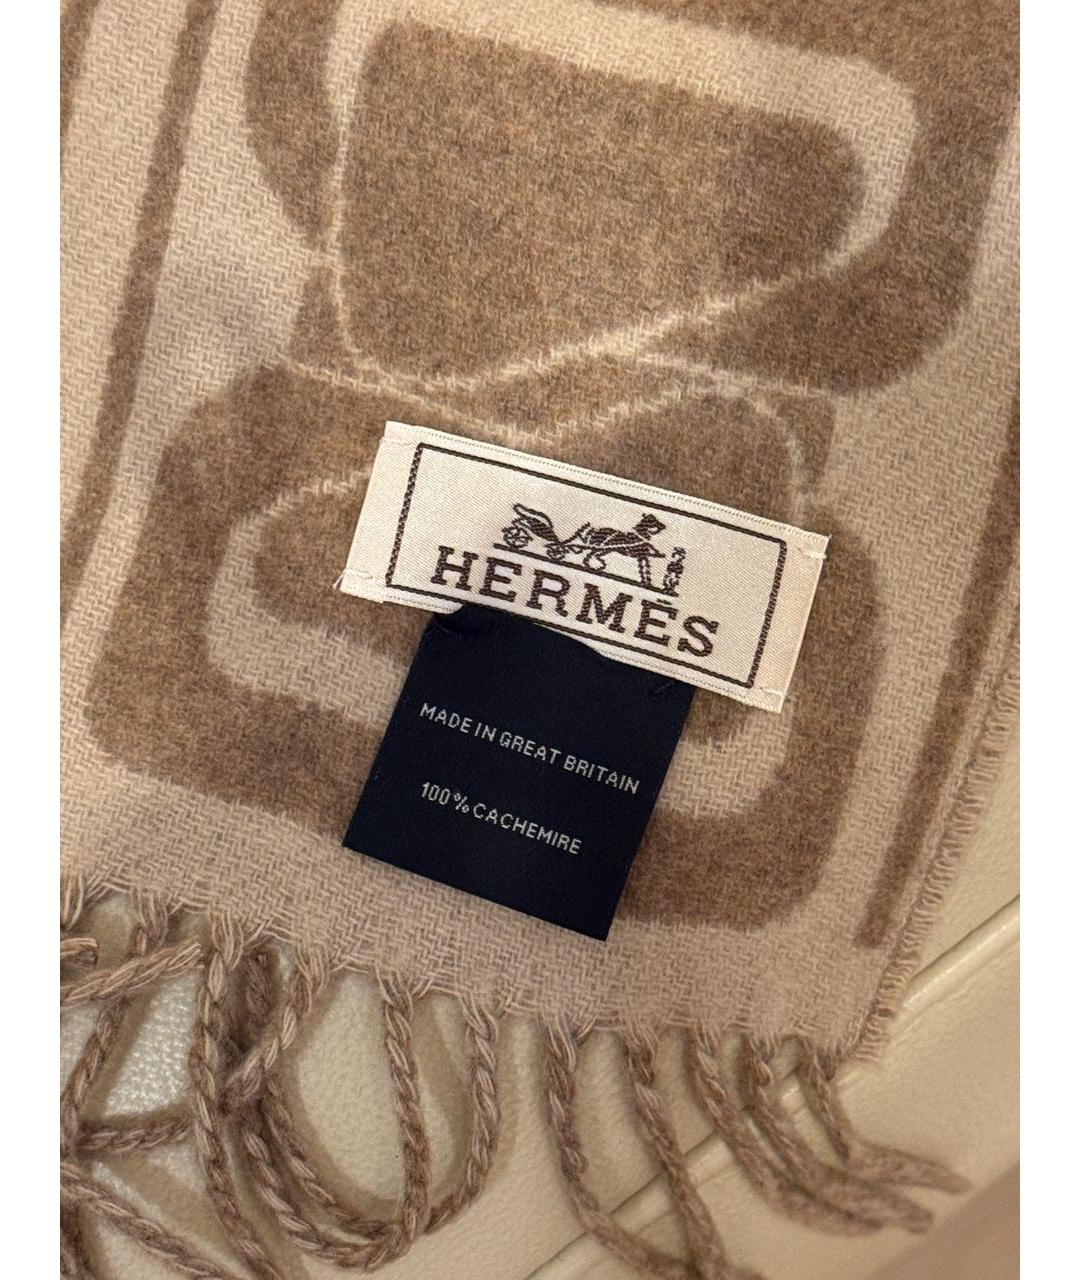 HERMÈS
MADE IN GREAT BRITAIN
100% CACHEMIRE